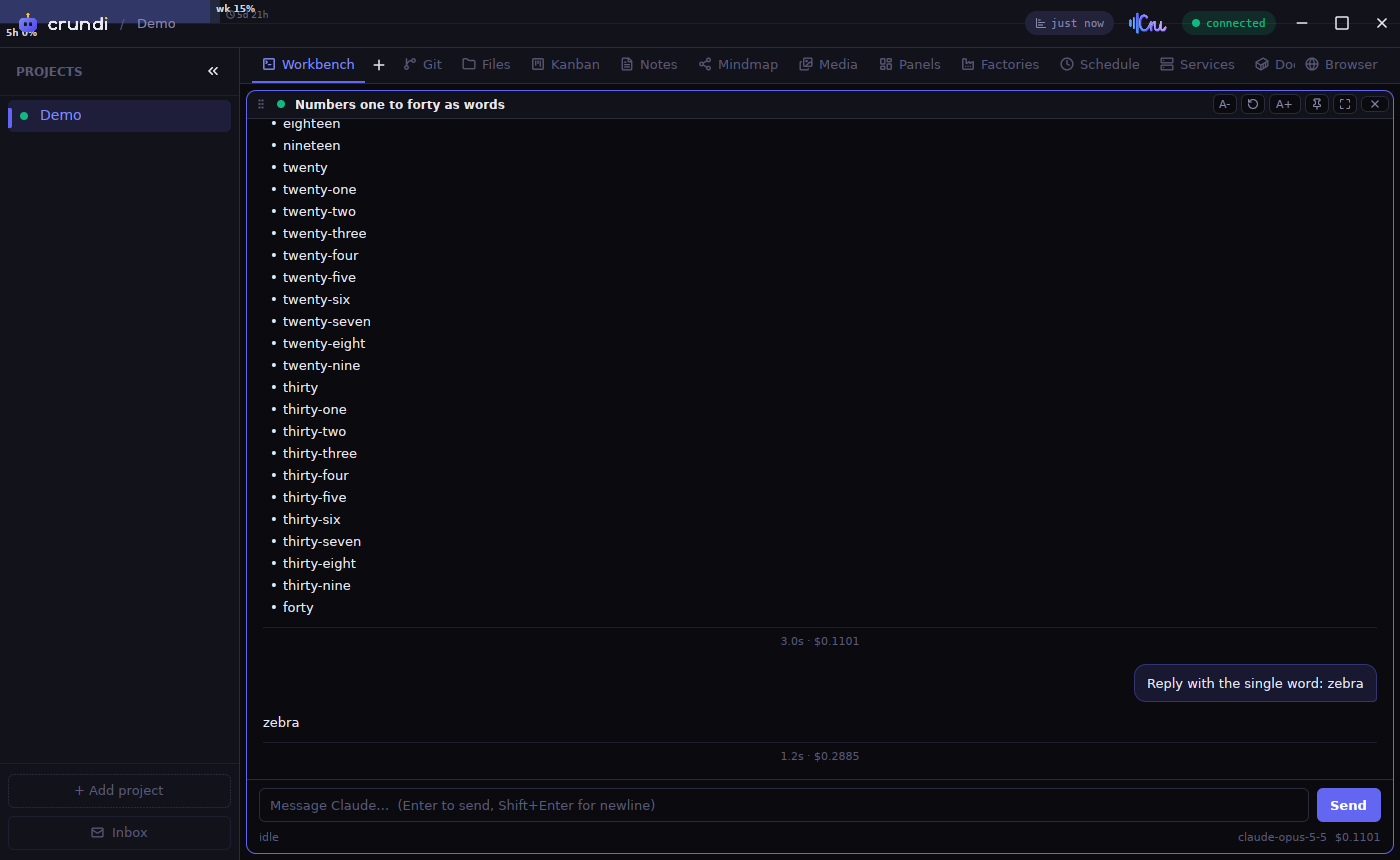 wk 15%
5d 21h
5h 0%
crundi / Demo
just now
Cru
connected
PROJECTS
Demo
+ Add project
Inbox
Workbench
Git
Files
Kanban
Notes
Mindmap
Media
Panels
Factories
Schedule
Services
Doc
Browser
Numbers one to forty as words
A-
A+
• eighteen
• nineteen
• twenty
• twenty-one
• twenty-two
• twenty-three
• twenty-four
• twenty-five
• twenty-six
• twenty-seven
• twenty-eight
• twenty-nine
• thirty
• thirty-one
• thirty-two
• thirty-three
• thirty-four
• thirty-five
• thirty-six
• thirty-seven
• thirty-eight
• thirty-nine
• forty
3.0s · $0.1101
Reply with the single word: zebra
zebra
1.2s · $0.2885
Message Claude... (Enter to send, Shift+Enter for newline)
Send
idle
claude-opus-5-5 $0.1101